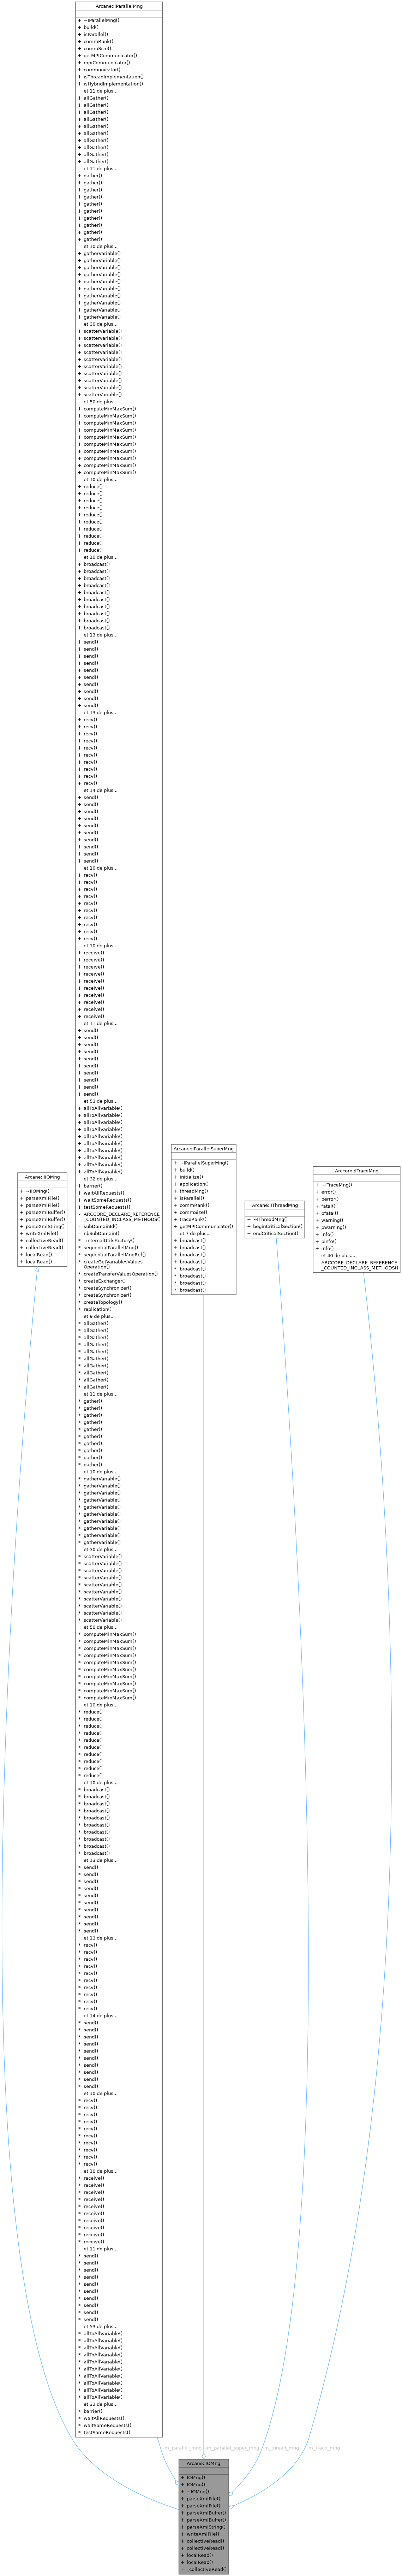 Arcane::IParallelMng
+ ~IParallelMng()
+ build()
+ isParallel()
+ commRank()
+ commSize()
+ getMPICommunicator()
+ mpiCommunicator()
+ communicator()
+ isThreadImplementation()
+ isHybridImplementation()
et 11 de plus...
+ allGather()
+ allGather()
+ allGather()
+ allGather()
+ allGather()
+ allGather()
+ allGather()
+ allGather()
+ allGather()
+ allGather()
et 11 de plus...
+ gather()
+ gather()
+ gather()
+ gather()
+ gather()
+ gather()
+ gather()
+ gather()
+ gather()
+ gather()
et 10 de plus...
+ gatherVariable()
+ gatherVariable()
+ gatherVariable()
+ gatherVariable()
+ gatherVariable()
+ gatherVariable()
+ gatherVariable()
+ gatherVariable()
+ gatherVariable()
+ gatherVariable()
et 30 de plus...
+ scatterVariable()
+ scatterVariable()
+ scatterVariable()
+ scatterVariable()
+ scatterVariable()
+ scatterVariable()
+ scatterVariable()
+ scatterVariable()
+ scatterVariable()
+ scatterVariable()
et 50 de plus...
+ computeMinMaxSum()
+ computeMinMaxSum()
+ computeMinMaxSum()
+ computeMinMaxSum()
+ computeMinMaxSum()
+ computeMinMaxSum()
+ computeMinMaxSum()
+ computeMinMaxSum()
+ computeMinMaxSum()
+ computeMinMaxSum()
et 10 de plus...
+ reduce()
+ reduce()
+ reduce()
+ reduce()
+ reduce()
+ reduce()
+ reduce()
+ reduce()
+ reduce()
+ reduce()
et 10 de plus...
+ broadcast()
+ broadcast()
+ broadcast()
+ broadcast()
+ broadcast()
+ broadcast()
+ broadcast()
+ broadcast()
+ broadcast()
+ broadcast()
et 13 de plus...
+ send()
+ send()
+ send()
+ send()
+ send()
+ send()
+ send()
+ send()
+ send()
+ send()
et 13 de plus...
+ recv()
+ recv()
+ recv()
+ recv()
+ recv()
+ recv()
+ recv()
+ recv()
+ recv()
+ recv()
et 14 de plus...
+ send()
+ send()
+ send()
+ send()
+ send()
+ send()
+ send()
+ send()
+ send()
+ send()
et 10 de plus...
+ recv()
+ recv()
+ recv()
+ recv()
+ recv()
+ recv()
+ recv()
+ recv()
+ recv()
+ recv()
et 10 de plus...
+ receive()
+ receive()
+ receive()
+ receive()
+ receive()
+ receive()
+ receive()
+ receive()
+ receive()
+ receive()
et 11 de plus...
+ send()
+ send()
+ send()
+ send()
+ send()
+ send()
+ send()
+ send()
+ send()
+ send()
et 53 de plus...
+ allToAllVariable()
+ allToAllVariable()
+ allToAllVariable()
+ allToAllVariable()
+ allToAllVariable()
+ allToAllVariable()
+ allToAllVariable()
+ allToAllVariable()
+ allToAllVariable()
+ allToAllVariable()
et 32 de plus...
+ barrier()
+ waitAllRequests()
+ waitSomeRequests()
+ testSomeRequests()
- ARCCORE_DECLARE_REFERENCE
_COUNTED_INCLASS_METHODS()
* subDomain()
* nbSubDomain()
* _internalUtilsFactory()
* sequentialParallelMng()
* sequentialParallelMngRef()
* createGetVariablesValues
Operation()
* createTransferValuesOperation()
* createExchanger()
* createSynchronizer()
* createSynchronizer()
* createTopology()
* replication()
et 9 de plus...
* allGather()
* allGather()
* allGather()
* allGather()
* allGather()
* allGather()
* allGather()
* allGather()
* allGather()
* allGather()
et 11 de plus...
* gather()
* gather()
* gather()
* gather()
* gather()
* gather()
* gather()
* gather()
* gather()
* gather()
et 10 de plus...
* gatherVariable()
* gatherVariable()
* gatherVariable()
* gatherVariable()
* gatherVariable()
* gatherVariable()
* gatherVariable()
* gatherVariable()
* gatherVariable()
* gatherVariable()
et 30 de plus...
* scatterVariable()
* scatterVariable()
* scatterVariable()
* scatterVariable()
* scatterVariable()
* scatterVariable()
* scatterVariable()
* scatterVariable()
* scatterVariable()
* scatterVariable()
et 50 de plus...
* computeMinMaxSum()
* computeMinMaxSum()
* computeMinMaxSum()
* computeMinMaxSum()
* computeMinMaxSum()
* computeMinMaxSum()
* computeMinMaxSum()
* computeMinMaxSum()
* computeMinMaxSum()
* computeMinMaxSum()
et 10 de plus...
* reduce()
* reduce()
* reduce()
* reduce()
* reduce()
* reduce()
* reduce()
* reduce()
* reduce()
* reduce()
et 10 de plus...
* broadcast()
* broadcast()
* broadcast()
* broadcast()
* broadcast()
* broadcast()
* broadcast()
* broadcast()
* broadcast()
* broadcast()
et 13 de plus...
* send()
* send()
* send()
* send()
* send()
* send()
* send()
* send()
* send()
* send()
et 13 de plus...
* recv()
* recv()
* recv()
* recv()
* recv()
* recv()
* recv()
* recv()
* recv()
* recv()
et 14 de plus...
* send()
* send()
* send()
* send()
* send()
* send()
* send()
* send()
* send()
* send()
et 10 de plus...
* recv()
* recv()
* recv()
* recv()
* recv()
* recv()
* recv()
* recv()
* recv()
* recv()
et 10 de plus...
* receive()
* receive()
* receive()
* receive()
* receive()
* receive()
* receive()
* receive()
* receive()
* receive()
et 11 de plus...
* send()
* send()
* send()
* send()
* send()
* send()
* send()
* send()
* send()
* send()
et 53 de plus...
* allToAllVariable()
* allToAllVariable()
* allToAllVariable()
* allToAllVariable()
* allToAllVariable()
* allToAllVariable()
* allToAllVariable()
* allToAllVariable()
* allToAllVariable()
* allToAllVariable()
et 32 de plus...
* barrier()
* waitAllRequests()
* waitSomeRequests()
* testSomeRequests()
Arcane::IIOMng
+ ~IIOMng()
+ parseXmlFile()
+ parseXmlFile()
+ parseXmlBuffer()
+ parseXmlBuffer()
+ parseXmlString()
+ writeXmlFile()
+ collectiveRead()
+ collectiveRead()
+ localRead()
+ localRead()
Arcane::IParallelSuperMng
+ ~IParallelSuperMng()
+ build()
+ initialize()
+ application()
+ threadMng()
+ isParallel()
+ commRank()
+ commSize()
+ traceRank()
+ getMPICommunicator()
et 7 de plus...
* broadcast()
* broadcast()
* broadcast()
* broadcast()
* broadcast()
* broadcast()
* broadcast()
* broadcast()
Arcane::IThreadMng
+ ~IThreadMng()
+ beginCriticalSection()
+ endCriticalSection()
Arccore::ITraceMng
+ ~ITraceMng()
+ error()
+ perror()
+ fatal()
+ pfatal()
+ warning()
+ pwarning()
+ info()
+ pinfo()
+ info()
et 40 de plus...
- ARCCORE_DECLARE_REFERENCE
_COUNTED_INCLASS_METHODS()
-m_parallel_mng
-m_parallel_super_mng
-m_thread_mng
-m_trace_mng
Arcane::IOMng
+ IOMng()
+ IOMng()
+ ~IOMng()
+ parseXmlFile()
+ parseXmlFile()
+ parseXmlBuffer()
+ parseXmlBuffer()
+ parseXmlString()
+ writeXmlFile()
+ collectiveRead()
+ collectiveRead()
+ localRead()
+ localRead()
- _collectiveRead()